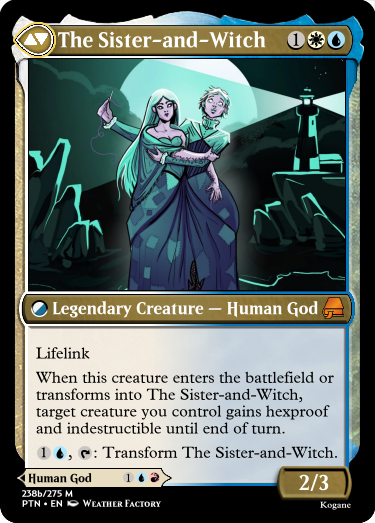 The Sister-and-Witch 1
Legendary Creature — Human God
Lifelink
When this creature enters the battlefield or
transforms into The Sister-and-Witch,
target creature you control gains hexproof
and indestructible until end of turn.
1 , : Transform The Sister-and-Witch.
Human God 1
2/3
238b/275 M
PTN • EN Weather Factory
Kogane